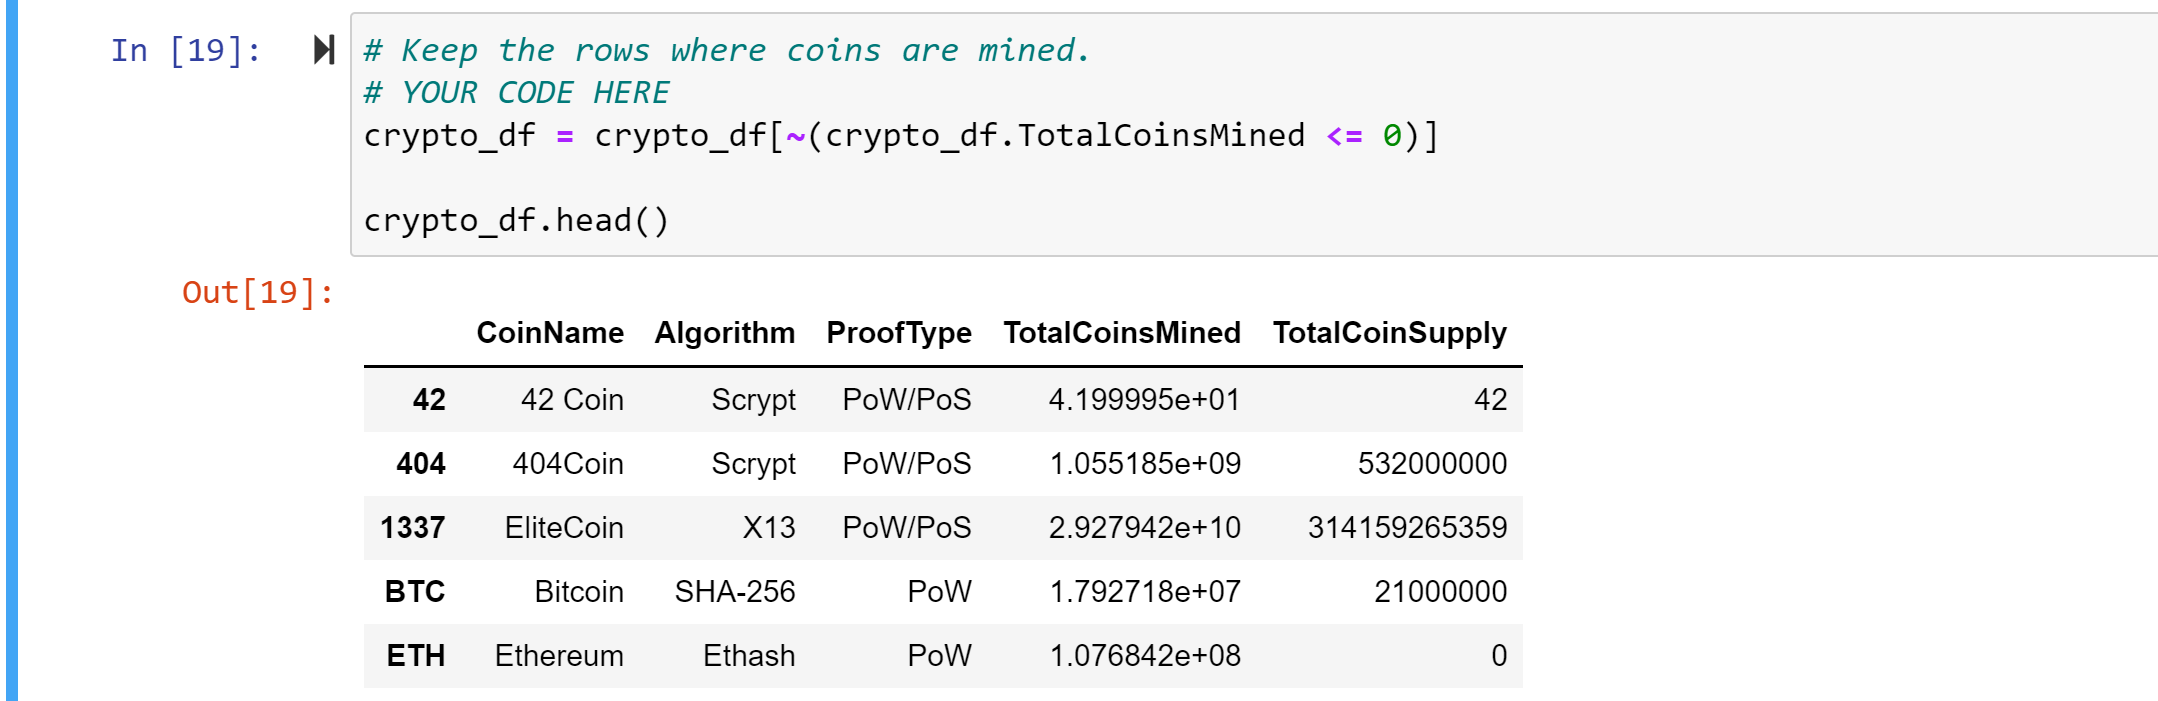 In [19]:
# Keep the rows where coins are mined.
# YOUR CODE HERE
crypto_df = crypto_df[~(crypto_df.TotalCoinsMined <= 0)]
crypto_df.head()
Out[19]:
CoinName Algorithm ProofType TotalCoinsMined TotalCoinSupply
42 42 Coin Scrypt PoW/PoS 4.199995e+01 42
404 404Coin Scrypt PoW/PoS 1.055185e+09 532000000
1337 EliteCoin X13 PoW/PoS 2.927942e+10 314159265359
BTC Bitcoin SHA-256 PoW 1.792718e+07 21000000
ETH Ethereum Ethash PoW 1.076842e+08 0